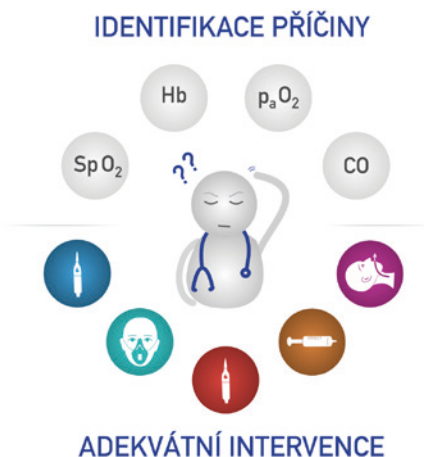 IDENTIFIKACE PŘÍČINY
Hb
paO2
SpO2
??
CO
ADEKVÁTNÍ INTERVENCE